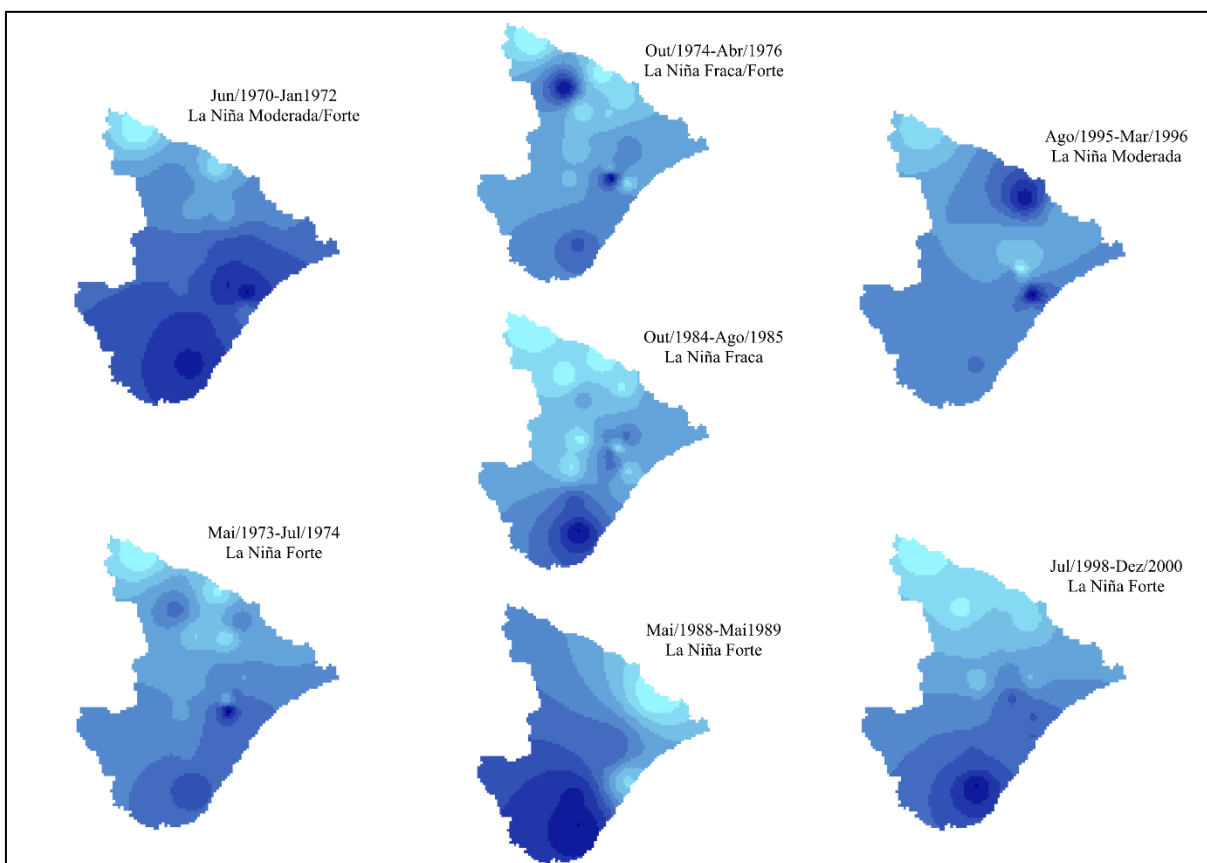 Out/1974-Abr/1976
La Niña Fraca/Forte
Jun/1970-Jan1972
La Niña Moderada/Forte
Ago/1995-Mar/1996
La Niña Moderada
Out/1984-Ago/1985
La Niña Fraca
Mai/1973-Jul/1974
La Niña Forte
Jul/1998-Dez/2000
La Niña Forte
Mai/1988-Mai1989
La Niña Forte